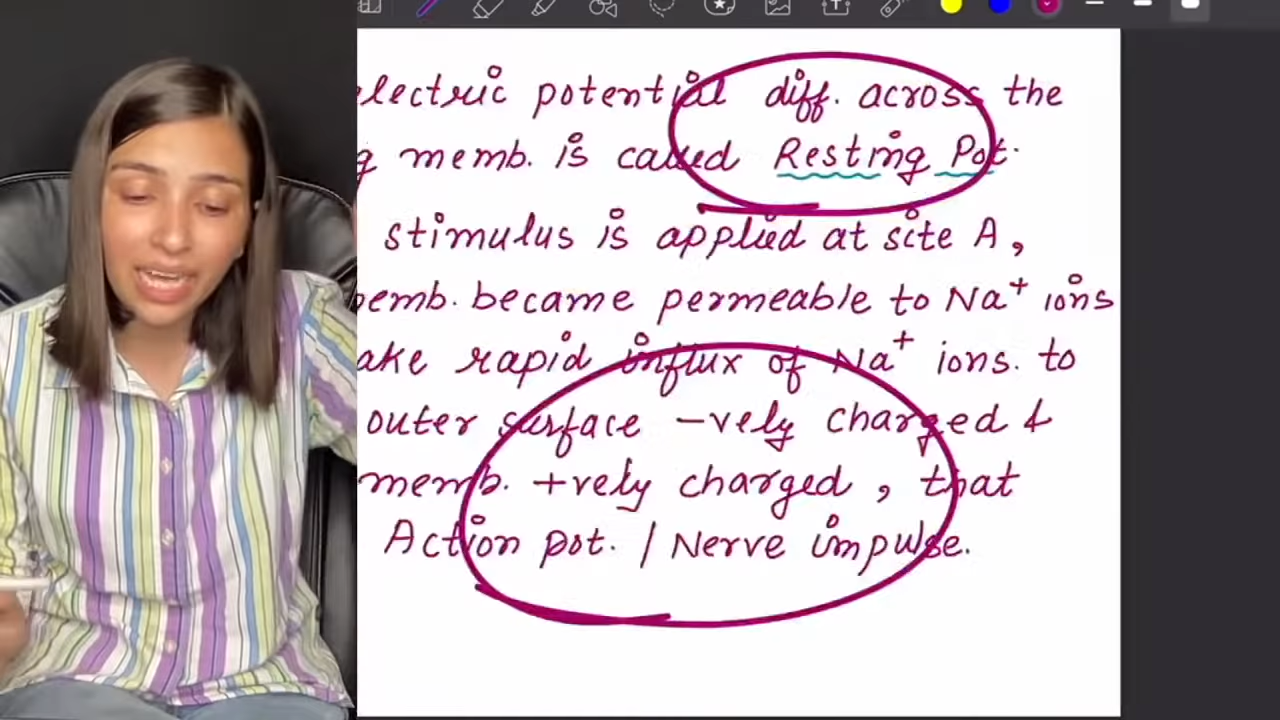 lectric potential diff. across the
memb. is called Resting Pot.
stimulus is applied at site A,
memb. became permeable to Na⁺ ions
ake rapid influx of Na⁺ ions. to
outer surface -vely charged &
memb. +vely charged, that
Action pot. / Nerve impulse.